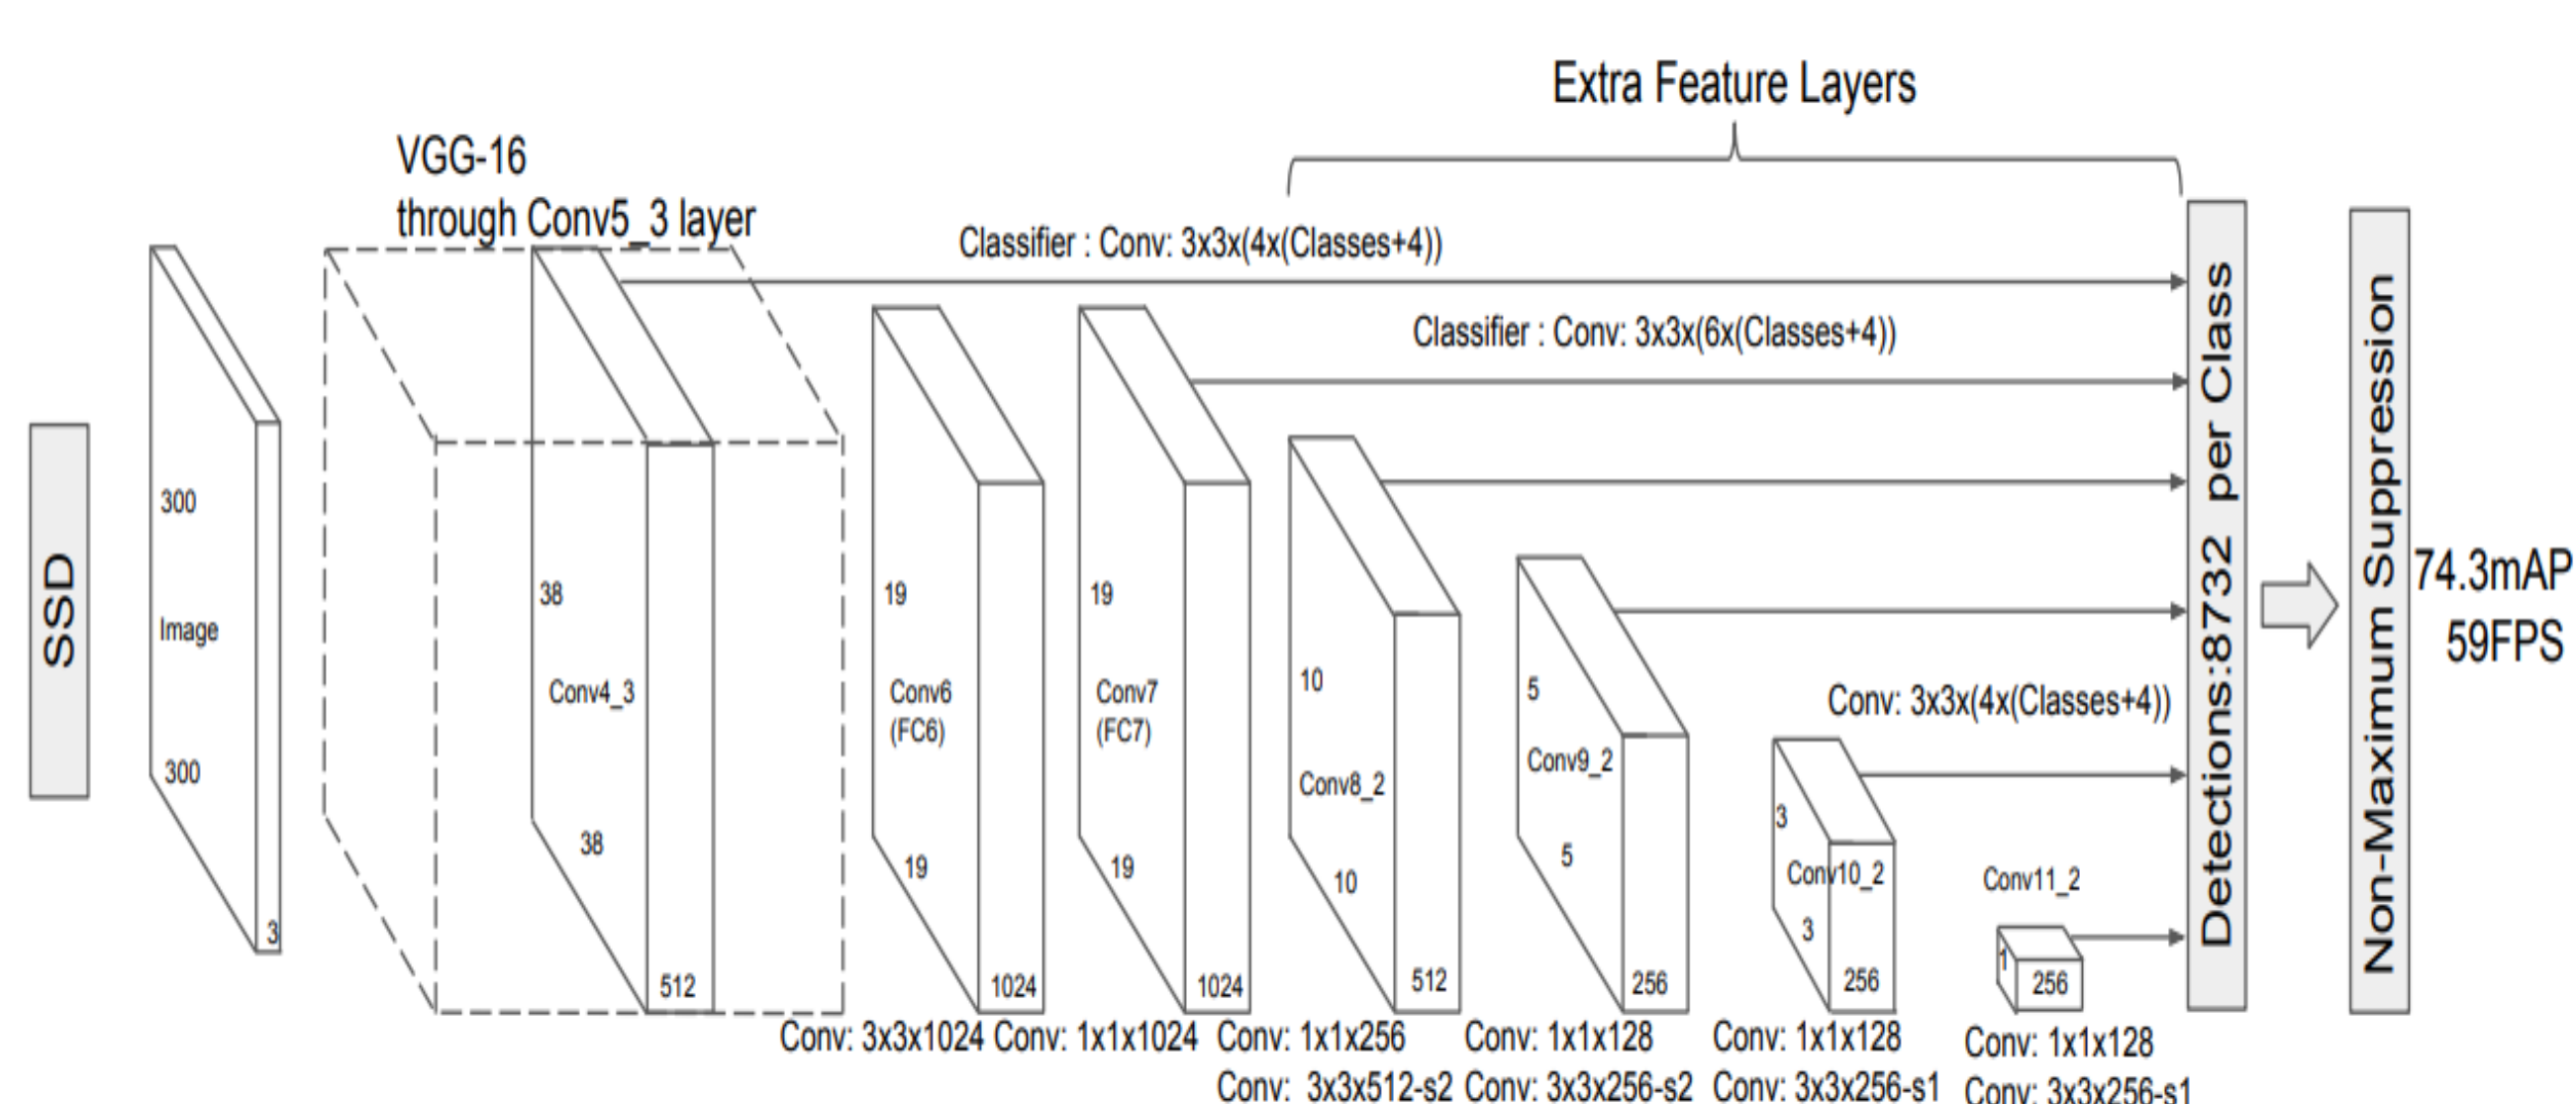 Extra Feature Layers
VGG-16
through Conv5_3 layer
Classifier : Conv: 3x3x(4x(Classes+4))
Classifier : Conv: 3x3x(6x(Classes+4))
SSD
300
Image
300
3
38
Conv4_3
38
512
19
Conv6
(FC6)
19
1024
19
Conv7
(FC7)
19
1024
10
Conv8_2
10
512
5
Conv9_2
5
256
Conv: 3x3x(4x(Classes+4))
3
Conv10_2
3
256
Conv11_2
1
256
Detections:8732 per Class
Non-Maximum Suppression
74.3mAP
59FPS
Conv: 3x3x1024
Conv: 1x1x1024
Conv: 1x1x256
Conv: 3x3x512-s2
Conv: 1x1x128
Conv: 3x3x256-s2
Conv: 1x1x128
Conv: 3x3x256-s1
Conv: 1x1x128
Conv: 3x3x256-s1